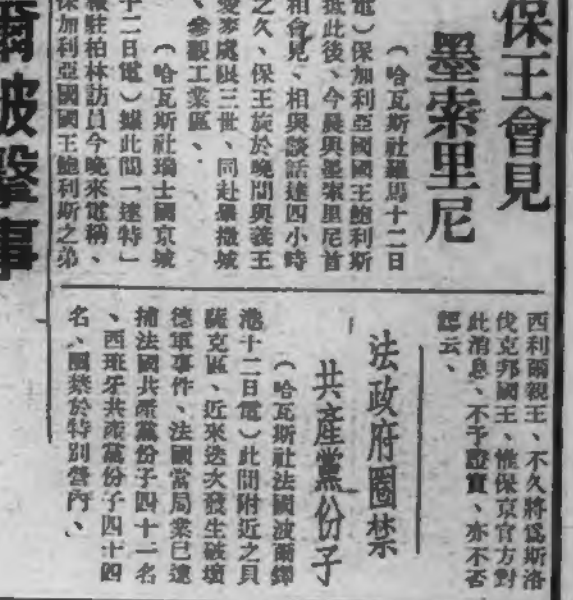 保王會見
墨索里尼
（哈瓦斯社羅馬十二日
電）保加利亞國國王鮑利斯
抵此後、今晨與墨索里尼首
相會見、相與談話達四小時
之久、保王旋於晚間與義王
愛麥虞限三世、同赴桑撒城
、參觀工業區、
（哈瓦斯社瑞士國京城
十二日電）據此間「速特」
報駐柏林訪員今晚來電稱、
保加利亞國國王鮑利斯之弟
西利爾親王、不久將爲斯洛
伐克邦國王、惟保京官方對
此消息、不予證實、亦不否
認云、
法政府圈禁
共產黨份子
（哈瓦斯社法國波爾鐸
港十二日電）此間附近之貝
薩克區、近來迭次發生破壞
德軍事件、法國當局業已逮
捕法國共產黨份子四十二名
、西班牙共產黨份子四十四
名、圈禁於特別營內、
爾被擊事